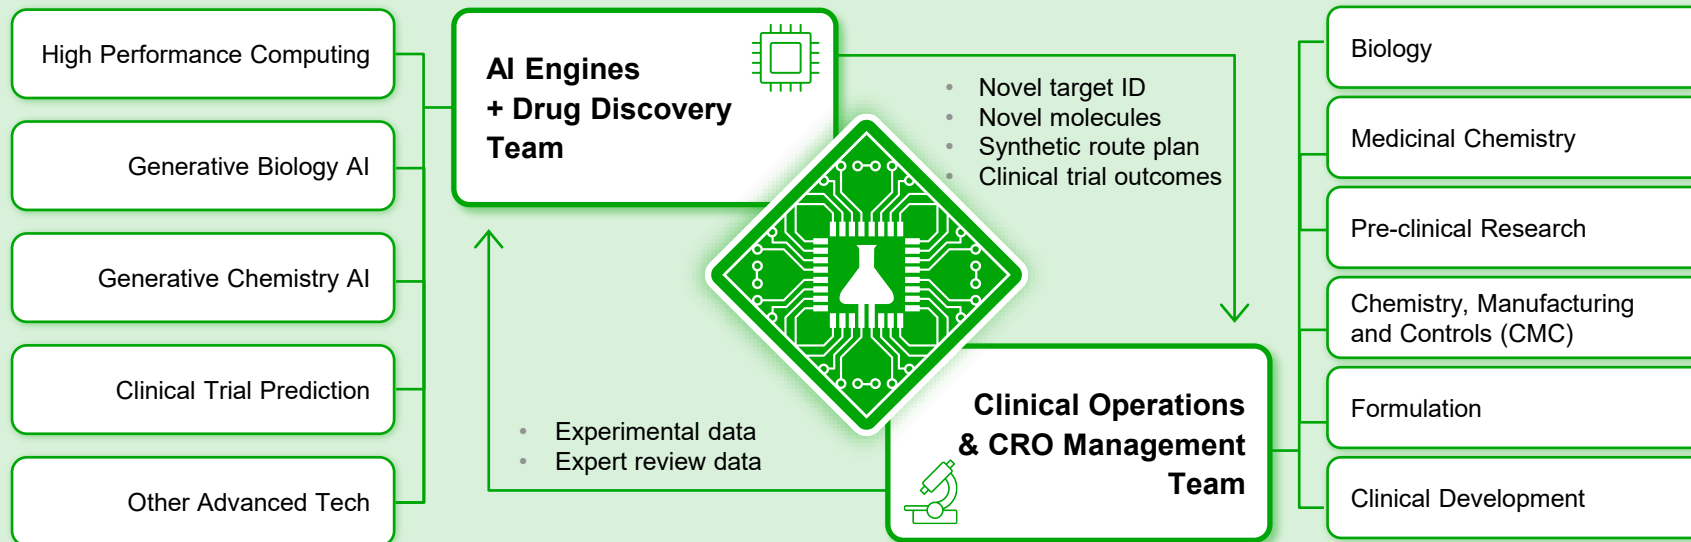 High Performance Computing
Generative Biology AI
Generative Chemistry AI
Clinical Trial Prediction
Other Advanced Tech
AI Engines
+ Drug Discovery
Team
• Novel target ID
• Novel molecules
• Synthetic route plan
• Clinical trial outcomes
• Experimental data
• Expert review data
Clinical Operations
& CRO Management
Team
Biology
Medicinal Chemistry
Pre-clinical Research
Chemistry, Manufacturing
and Controls (CMC)
Formulation
Clinical Development